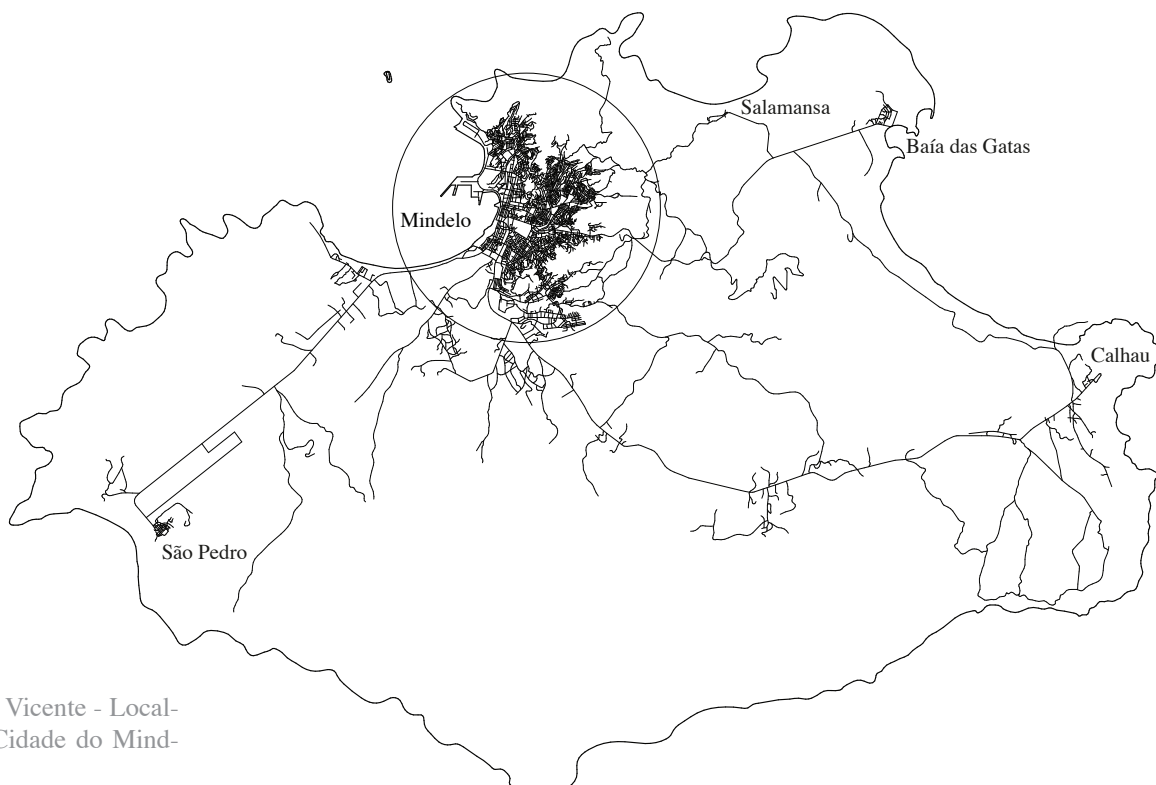 Salamansa
Baía das Gatas
Mindelo
Calhau
São Pedro
Vicente - Local-
Cidade do Mind-